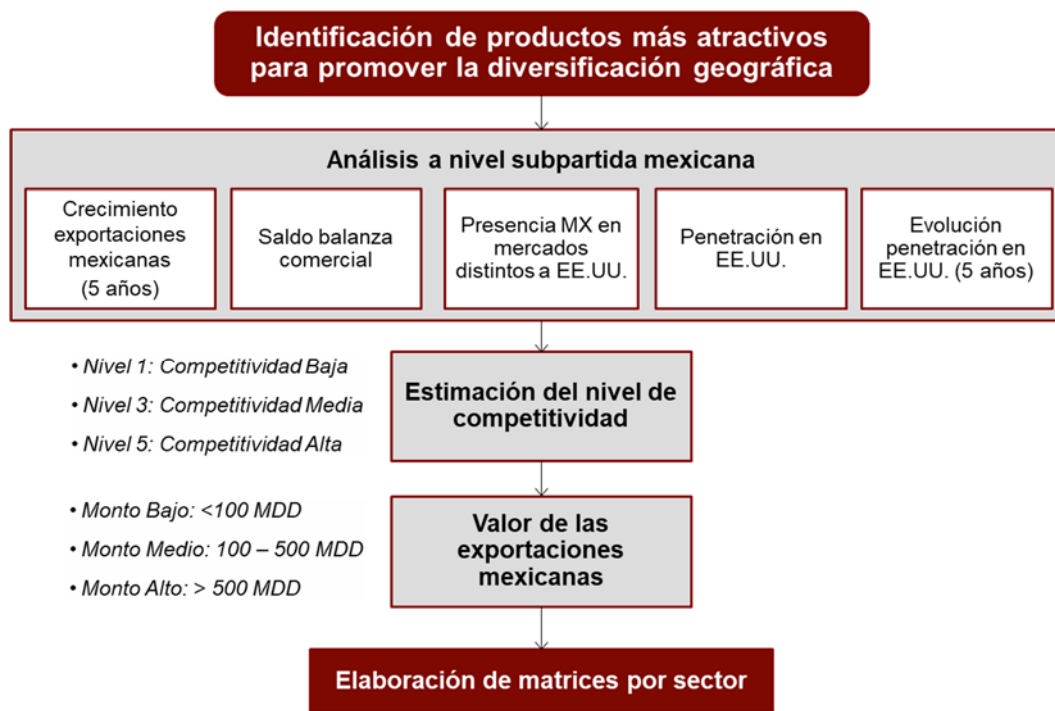 Identificación de productos más atractivos
para promover la diversificación geográfica
Análisis a nivel subpartida mexicana
Crecimiento
exportaciones
mexicanas
(5 años)
Saldo balanza
comercial
Presencia MX en
mercados
distintos a EE.UU.
Penetración en
EE.UU.
Evolución
penetración en
EE.UU. (5 años)
• Nivel 1: Competitividad Baja
• Nivel 3: Competitividad Media
• Nivel 5: Competitividad Alta
Estimación del nivel de
competitividad
• Monto Bajo: <100 MDD
• Monto Medio: 100 – 500 MDD
• Monto Alto: > 500 MDD
Valor de las
exportaciones
mexicanas
Elaboración de matrices por sector